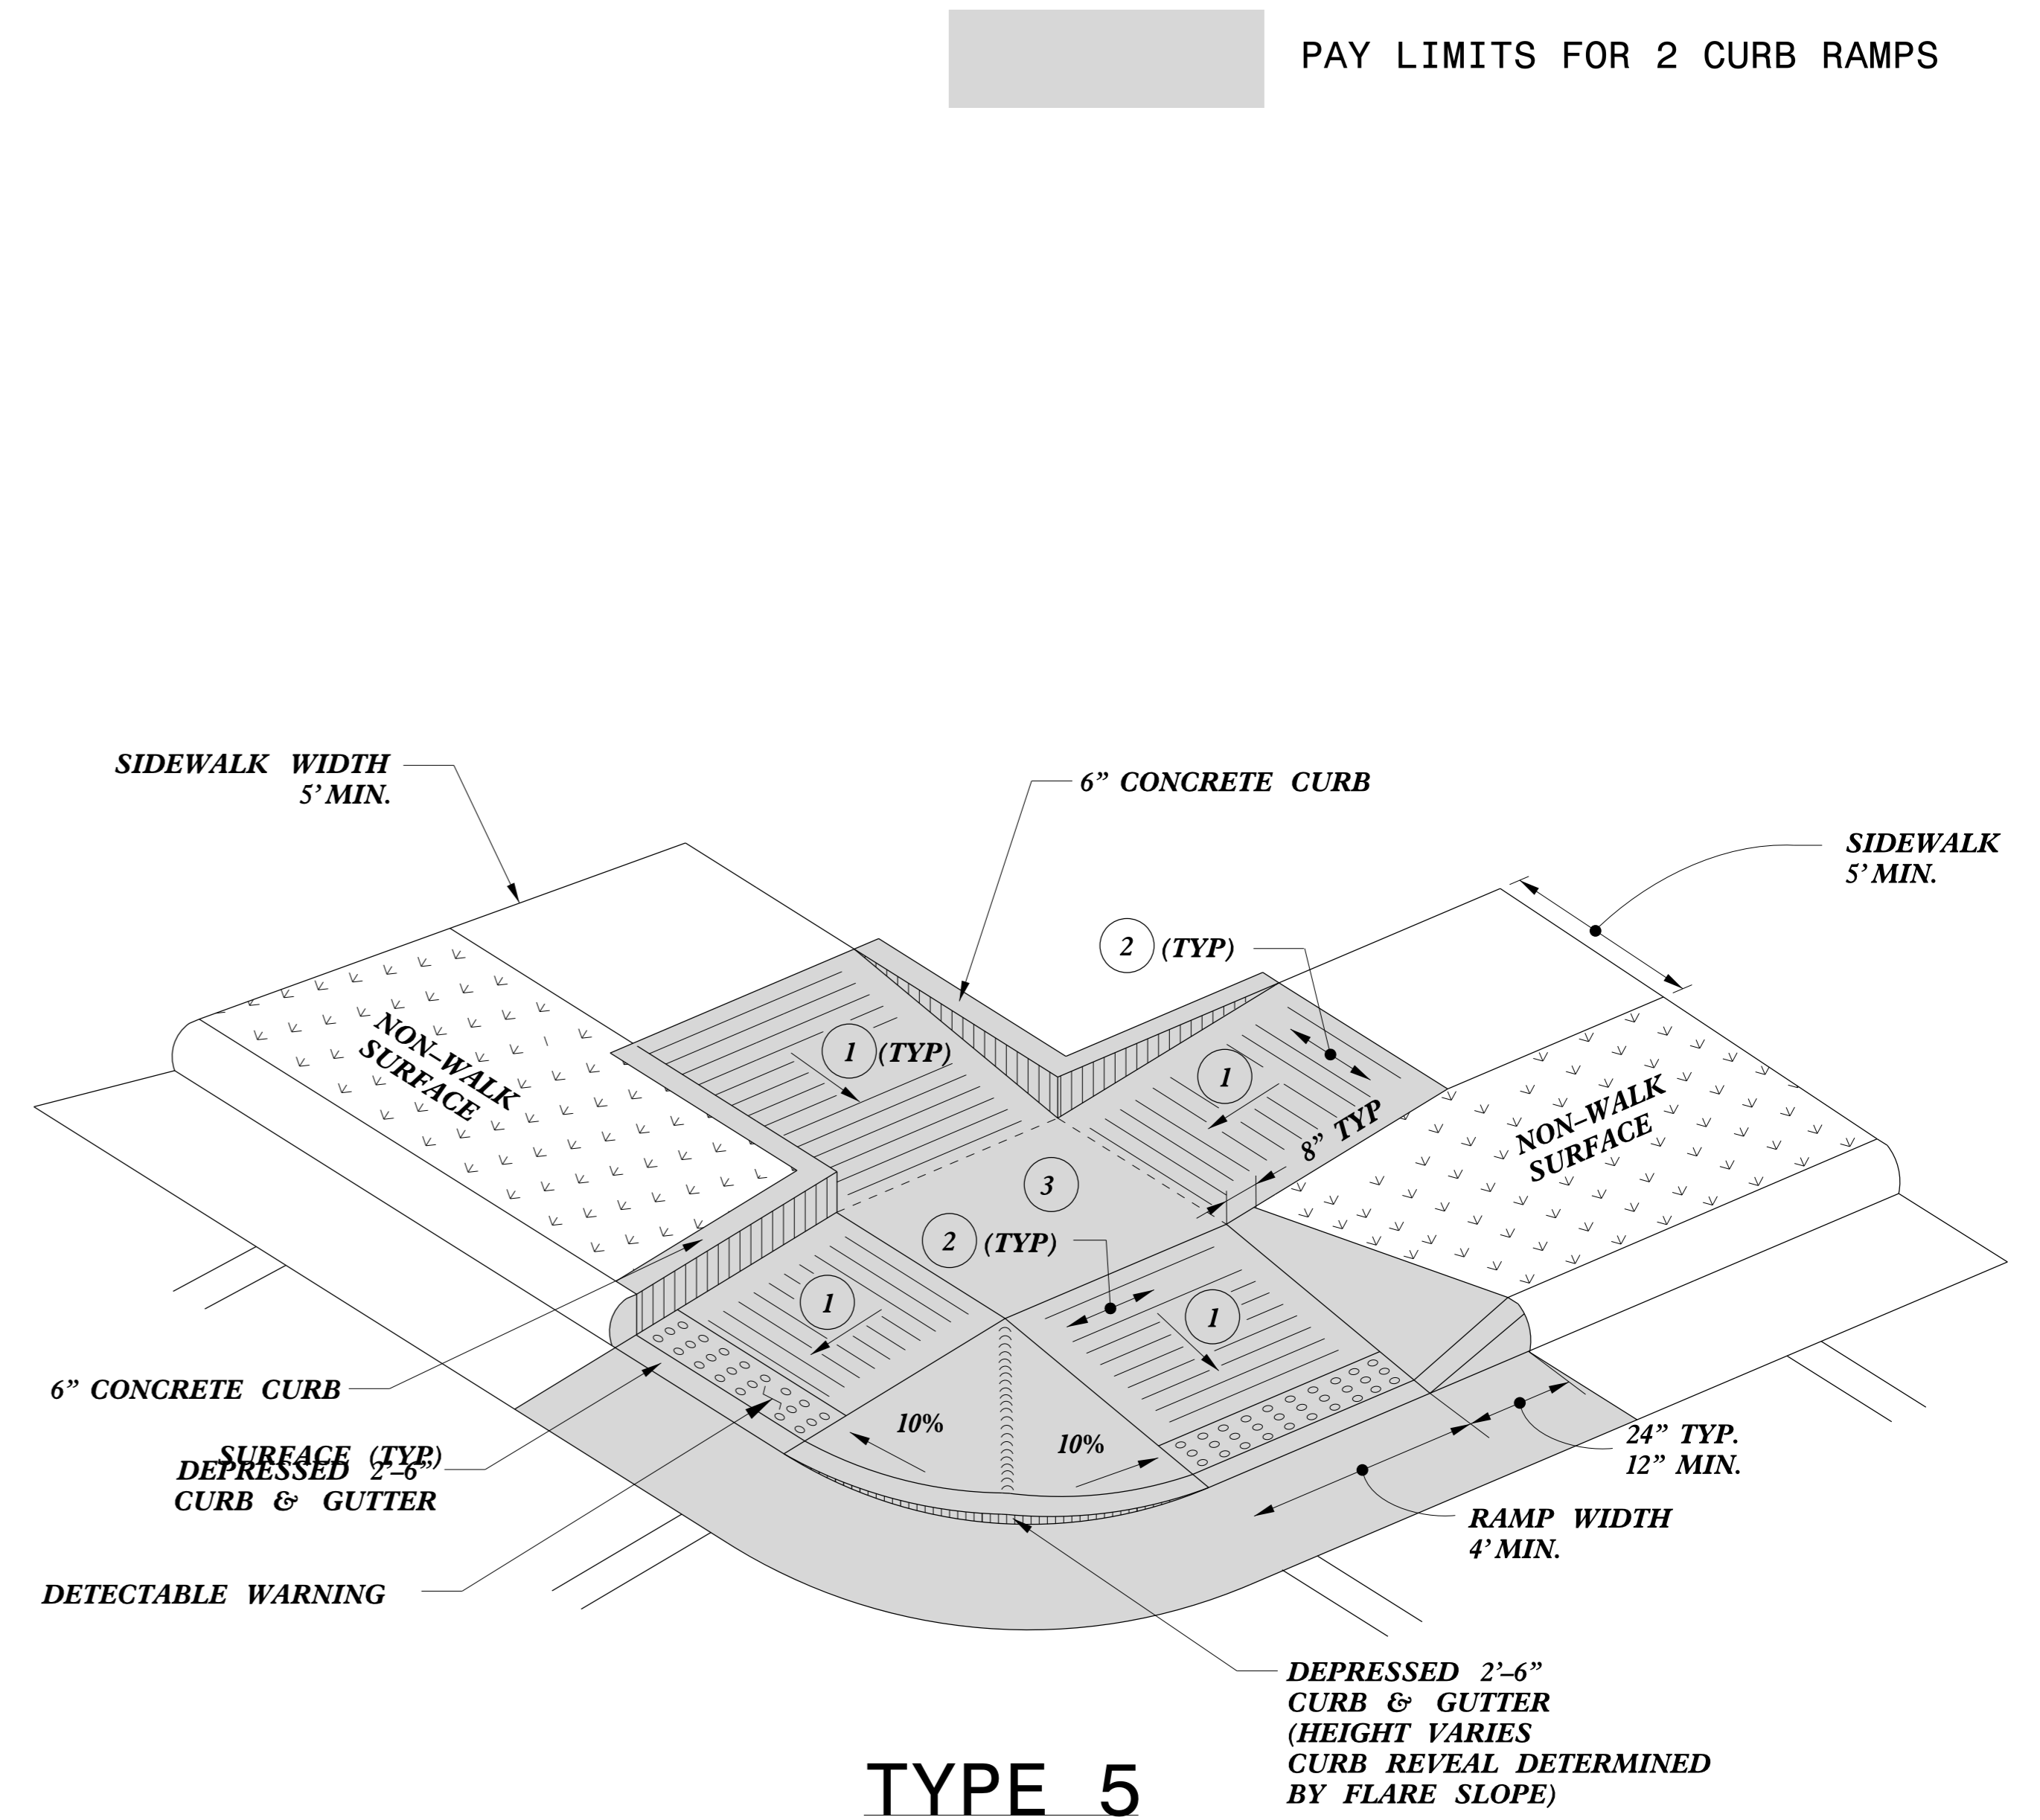 PAY LIMITS FOR 2 CURB RAMPS
SIDEWALK WIDTH
5' MIN.
6" CONCRETE CURB
SIDEWALK
5' MIN.
2 (TYP)
NON-WALK
SURFACE
1 (TYP)
1
8" TYP
NON-WALK
SURFACE
3
2 (TYP)
1
1
6" CONCRETE CURB
10%
10%
SURFACE (TYP.)
DEPRESSED 2'-6"
CURB & GUTTER
24" TYP.
12" MIN.
RAMP WIDTH
4' MIN.
DETECTABLE WARNING
DEPRESSED 2'-6"
CURB & GUTTER
(HEIGHT VARIES
CURB REVEAL DETERMINED
BY FLARE SLOPE)
TYPE 5